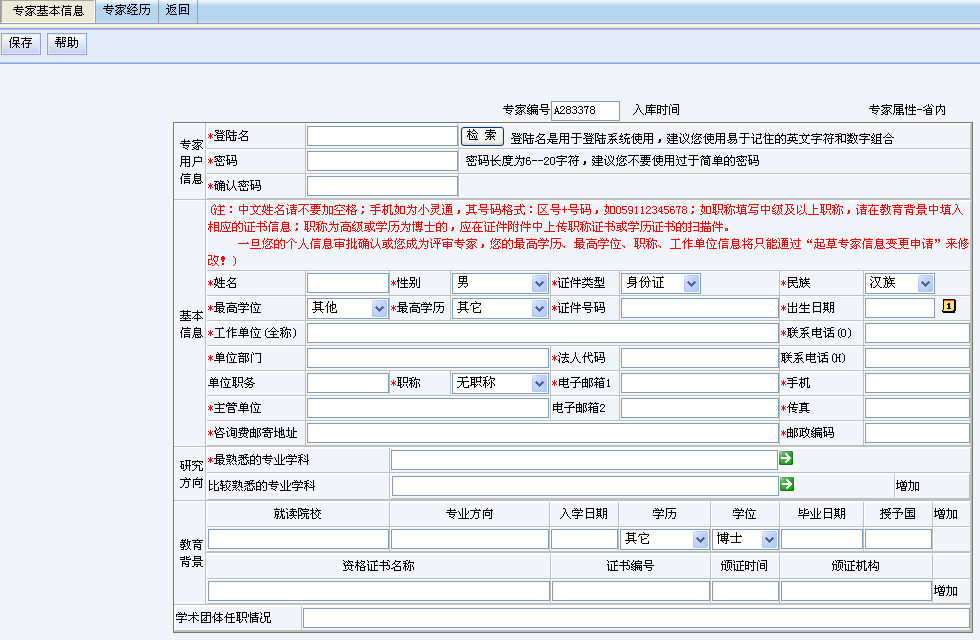 专家基本信息 专家经历 返回
保存 帮助
专家编号 A283378 入库时间 专家属性-省内
专家用户信息
*登陆名 检 索 登陆名是用于登陆系统使用，建议您使用易于记住的英文字符和数字组合
*密码 密码长度为6--20字符，建议您不要使用过于简单的密码
*确认密码
(注：中文姓名请不要加空格；手机如为小灵通，其号码格式：区号+号码，如059112345678；如职称填写中级及以上职称，请在教育背景中填入
相应的证书信息；职称为高级或学历为博士的，应在证件附件中上传职称证书或学历证书的扫描件。
一旦您的个人信息审批确认或您成为评审专家，您的最高学历、最高学位、职称、工作单位信息将只能通过“起草专家信息变更申请”来修
改！)
基本信息
*姓名 *性别 男 *证件类型 身份证 *民族 汉族
*最高学位 其他 *最高学历 其它 *证件号码 *出生日期 1
*工作单位(全称) *联系电话(O)
*单位部门 *法人代码 联系电话(H)
单位职务 *职称 无职称 *电子邮箱1 *手机
*主管单位 电子邮箱2 *传真
*咨询费邮寄地址 *邮政编码
研究方向
*最熟悉的专业学科
比较熟悉的专业学科 增加
教育背景
就读院校 专业方向 入学日期 学历 学位 毕业日期 授予国 增加
其它 博士
资格证书名称 证书编号 颁证时间 颁证机构
增加
学术团体任职情况